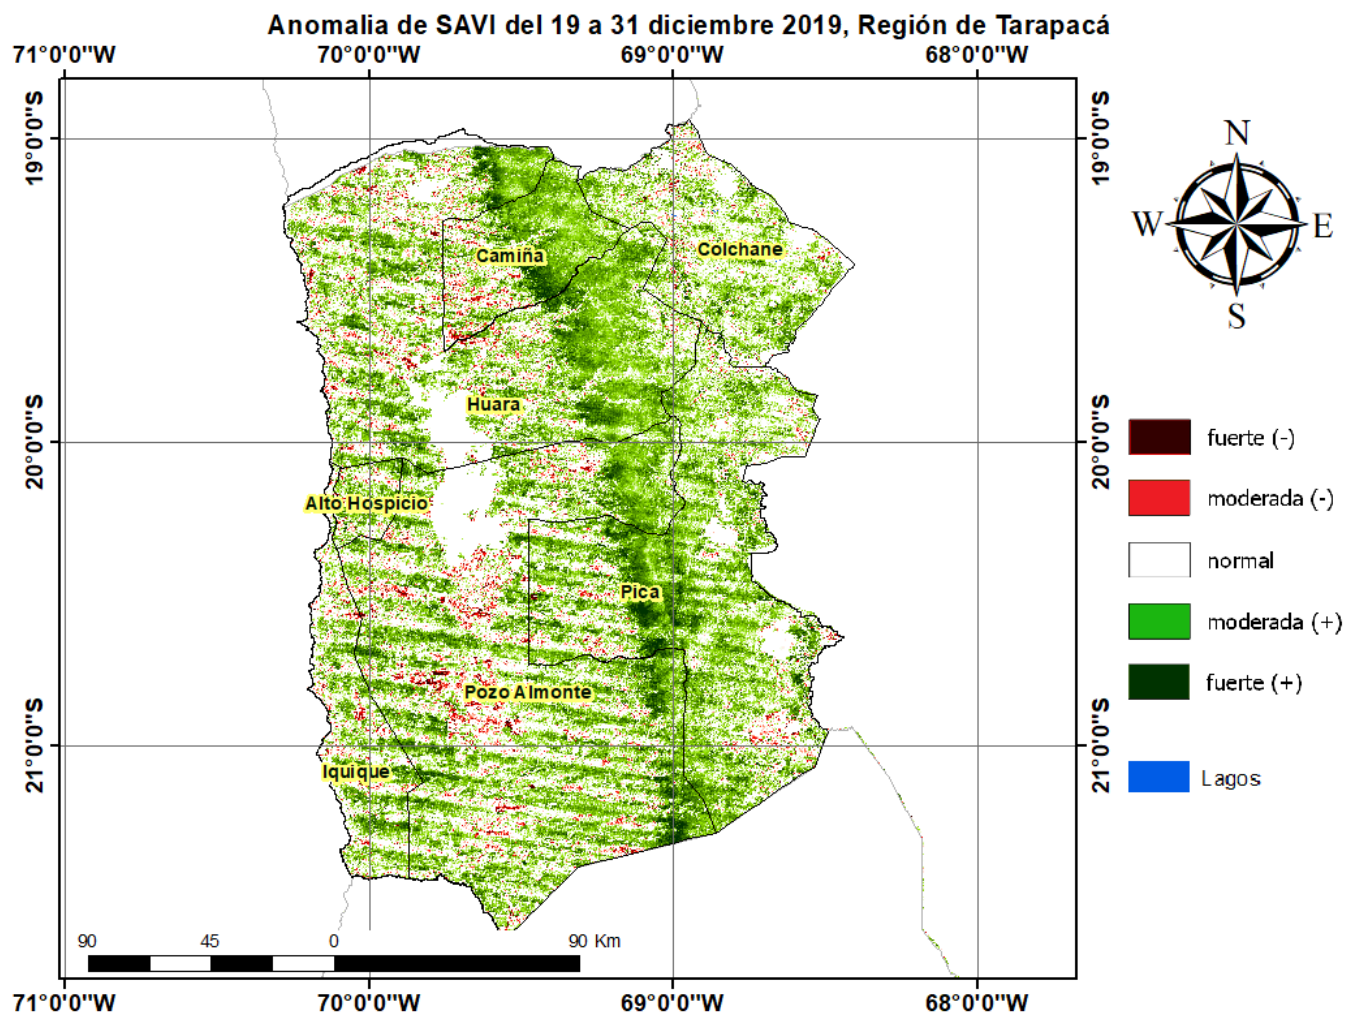 Anomalia de SAVI del 19 a 31 diciembre 2019, Región de Tarapacá
71°0'0"W 70°0'0"W 69°0'0"W 68°0'0"W
19°0'0"S
19°0'0"S
N
W E
S
Camiña
Colchane
Huara
20°0'0"S
20°0'0"S
fuerte (-)
moderada (-)
normal
moderada (+)
fuerte (+)
Lagos
Alto Hospicio
Pica
Pozo Almonte
21°0'0"S
21°0'0"S
Iquique
90 45 0 90 Km
71°0'0"W 70°0'0"W 69°0'0"W 68°0'0"W